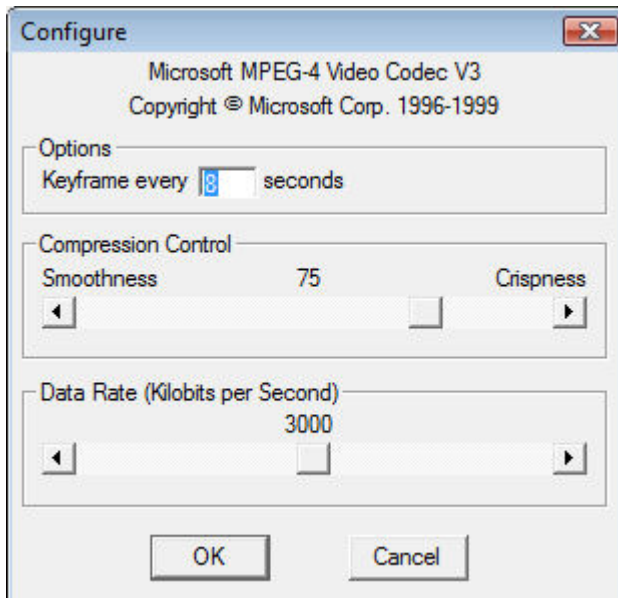 Configure
Microsoft MPEG-4 Video Codec V3
Copyright © Microsoft Corp. 1996-1999
Options
Keyframe every 8 seconds
Compression Control
Smoothness 75 Crispness
Data Rate (Kilobits per Second)
3000
OK Cancel